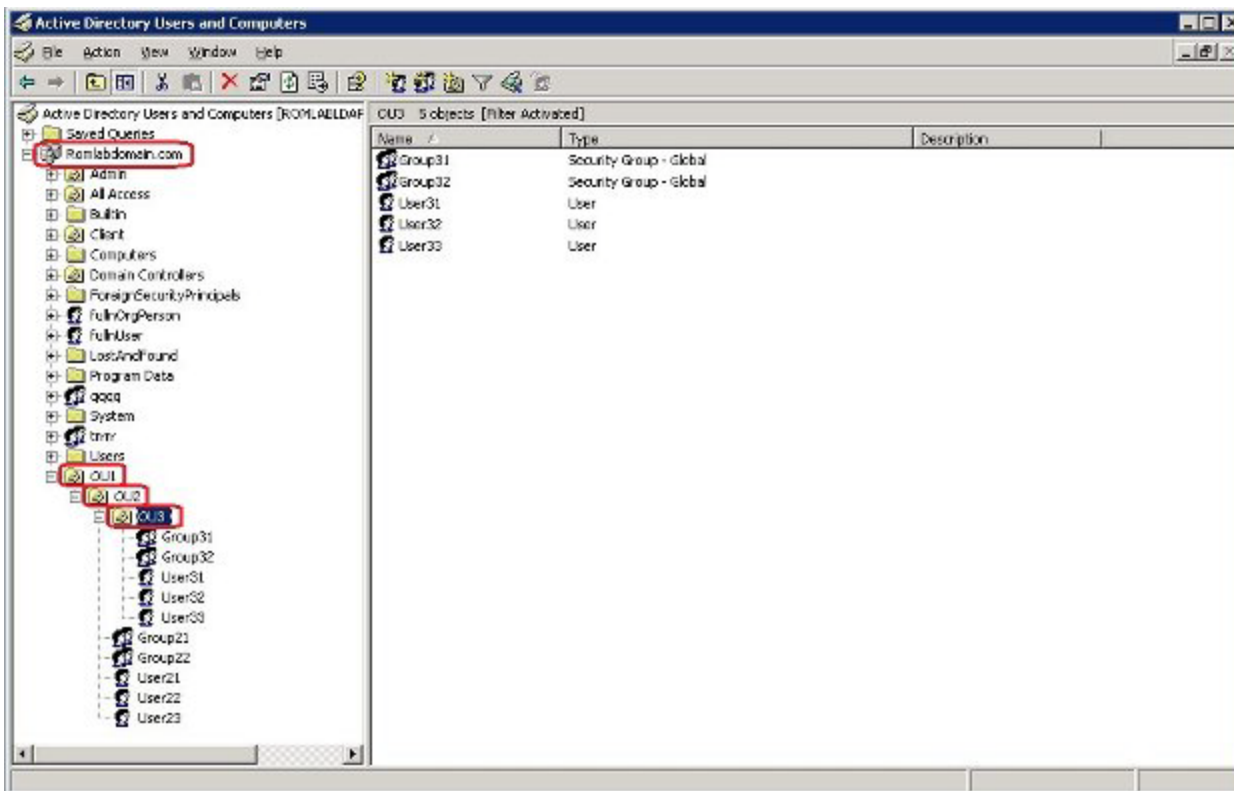 Active Directory Users and Computers
File Action View Window Help
Active Directory Users and Computers [ROMLABLDAP
Saved Queries
Romlabdomain.com
Admin
All Access
Builtin
Client
Computers
Domain Controllers
ForeignSecurityPrincipals
fullnOrgPerson
fullnUser
LostAndFound
Program Data
qqqq
System
Users
OU1
OU2
OU3
Group31
Group32
User31
User32
User33
Group21
Group22
User21
User22
User23
OU3 5 objects [Filter Activated]
Name Type Description
Group31 Security Group - Global
Group32 Security Group - Global
User31 User
User32 User
User33 User